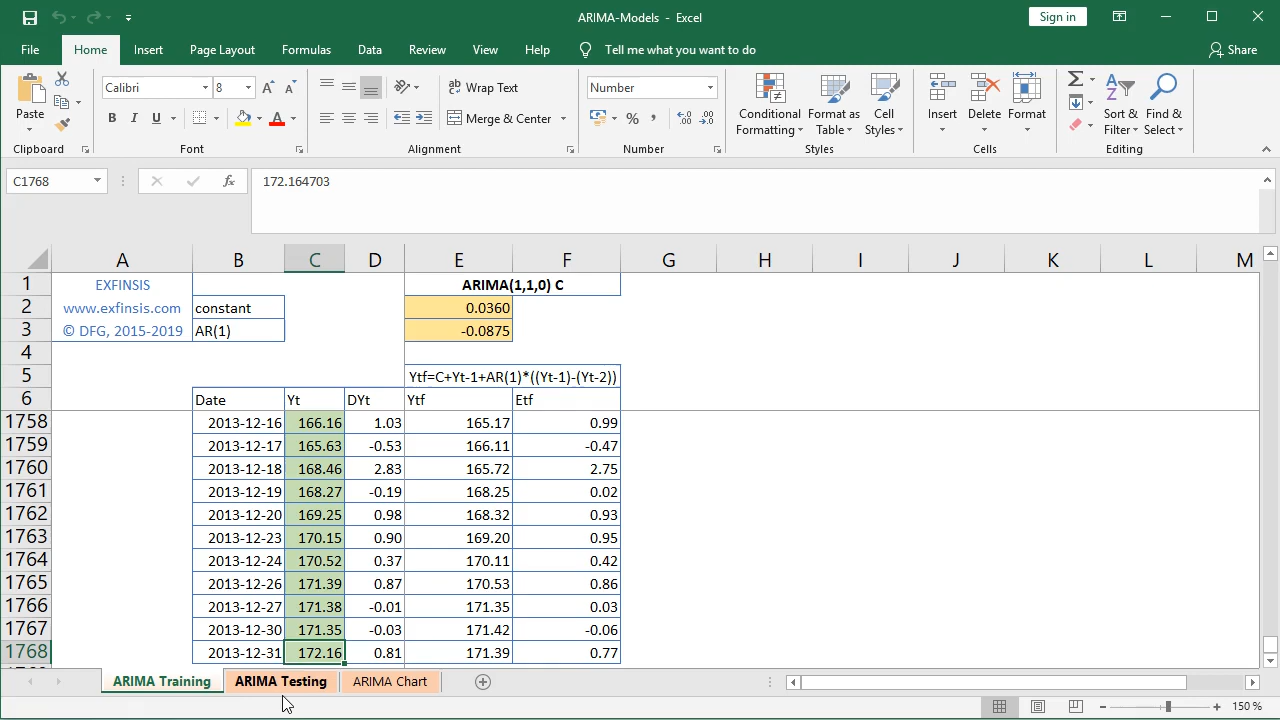 ARIMA-Models - Excel
Sign in
File Home Insert Page Layout Formulas Data Review View Help Tell me what you want to do Share
Paste
Clipboard
Calibri 8
B I U
Font
Wrap Text
Merge & Center
Alignment
Number
Number
Conditional Formatting
Format as Table
Cell Styles
Styles
Insert Delete Format
Cells
Sort & Filter
Find & Select
Editing
C1768 fx 172.164703
A B C D E F G H I J K L M
1 EXFINSIS ARIMA(1,1,0) C
2 www.exfinsis.com constant 0.0360
3 © DFG, 2015-2019 AR(1) -0.0875
4
5 Ytf=C+Yt-1+AR(1)*((Yt-1)-(Yt-2))
6 Date Yt DYt Ytf Etf
1758 2013-12-16 166.16 1.03 165.17 0.99
1759 2013-12-17 165.63 -0.53 166.11 -0.47
1760 2013-12-18 168.46 2.83 165.72 2.75
1761 2013-12-19 168.27 -0.19 168.25 0.02
1762 2013-12-20 169.25 0.98 168.32 0.93
1763 2013-12-23 170.15 0.90 169.20 0.95
1764 2013-12-24 170.52 0.37 170.11 0.42
1765 2013-12-26 171.39 0.87 170.53 0.86
1766 2013-12-27 171.38 -0.01 171.35 0.03
1767 2013-12-30 171.35 -0.03 171.42 -0.06
1768 2013-12-31 172.16 0.81 171.39 0.77
ARIMA Training ARIMA Testing ARIMA Chart
150 %